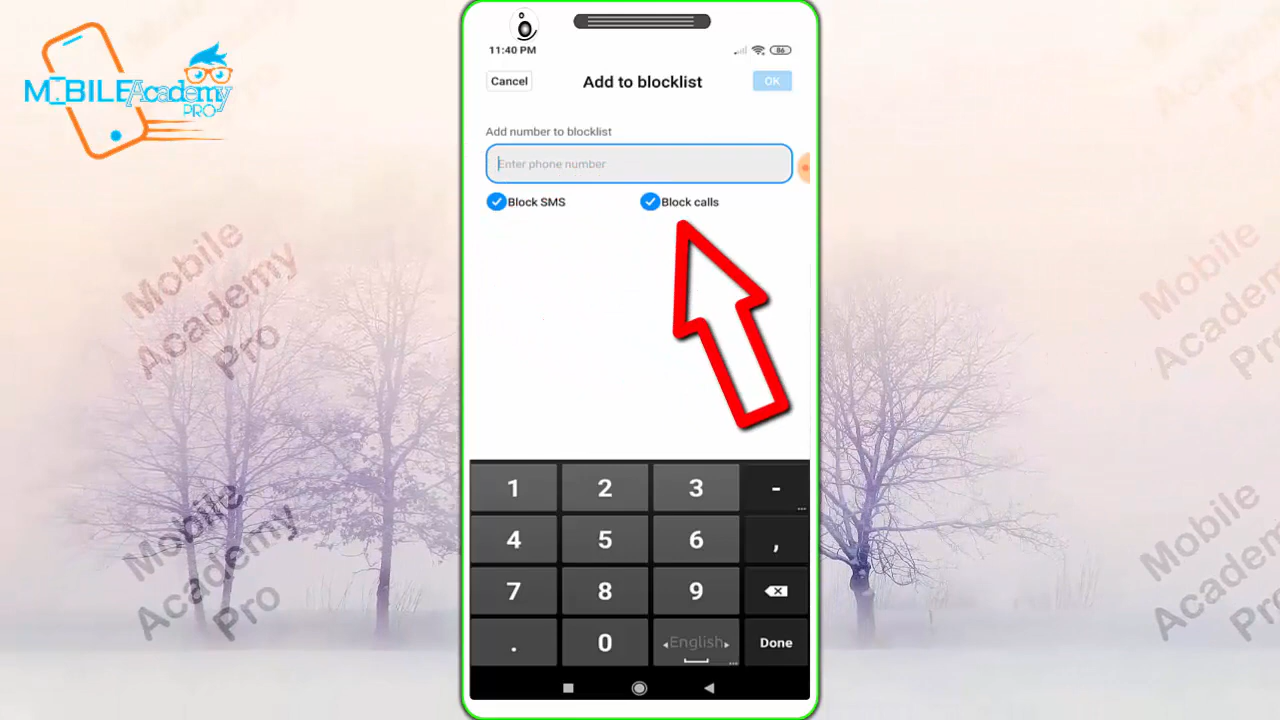 MOBILE Academy
PRO
11:40 PM
86
Cancel
Add to blocklist
OK
Add number to blocklist
Enter phone number
Block SMS
Block calls
1 2 3 -
4 5 6 ,
7 8 9
. 0 English Done
Mobile
Academy
Pro
Mobile
Academy
Pro
Mobile
Academy
Pro
Mobile
Academy
Pro